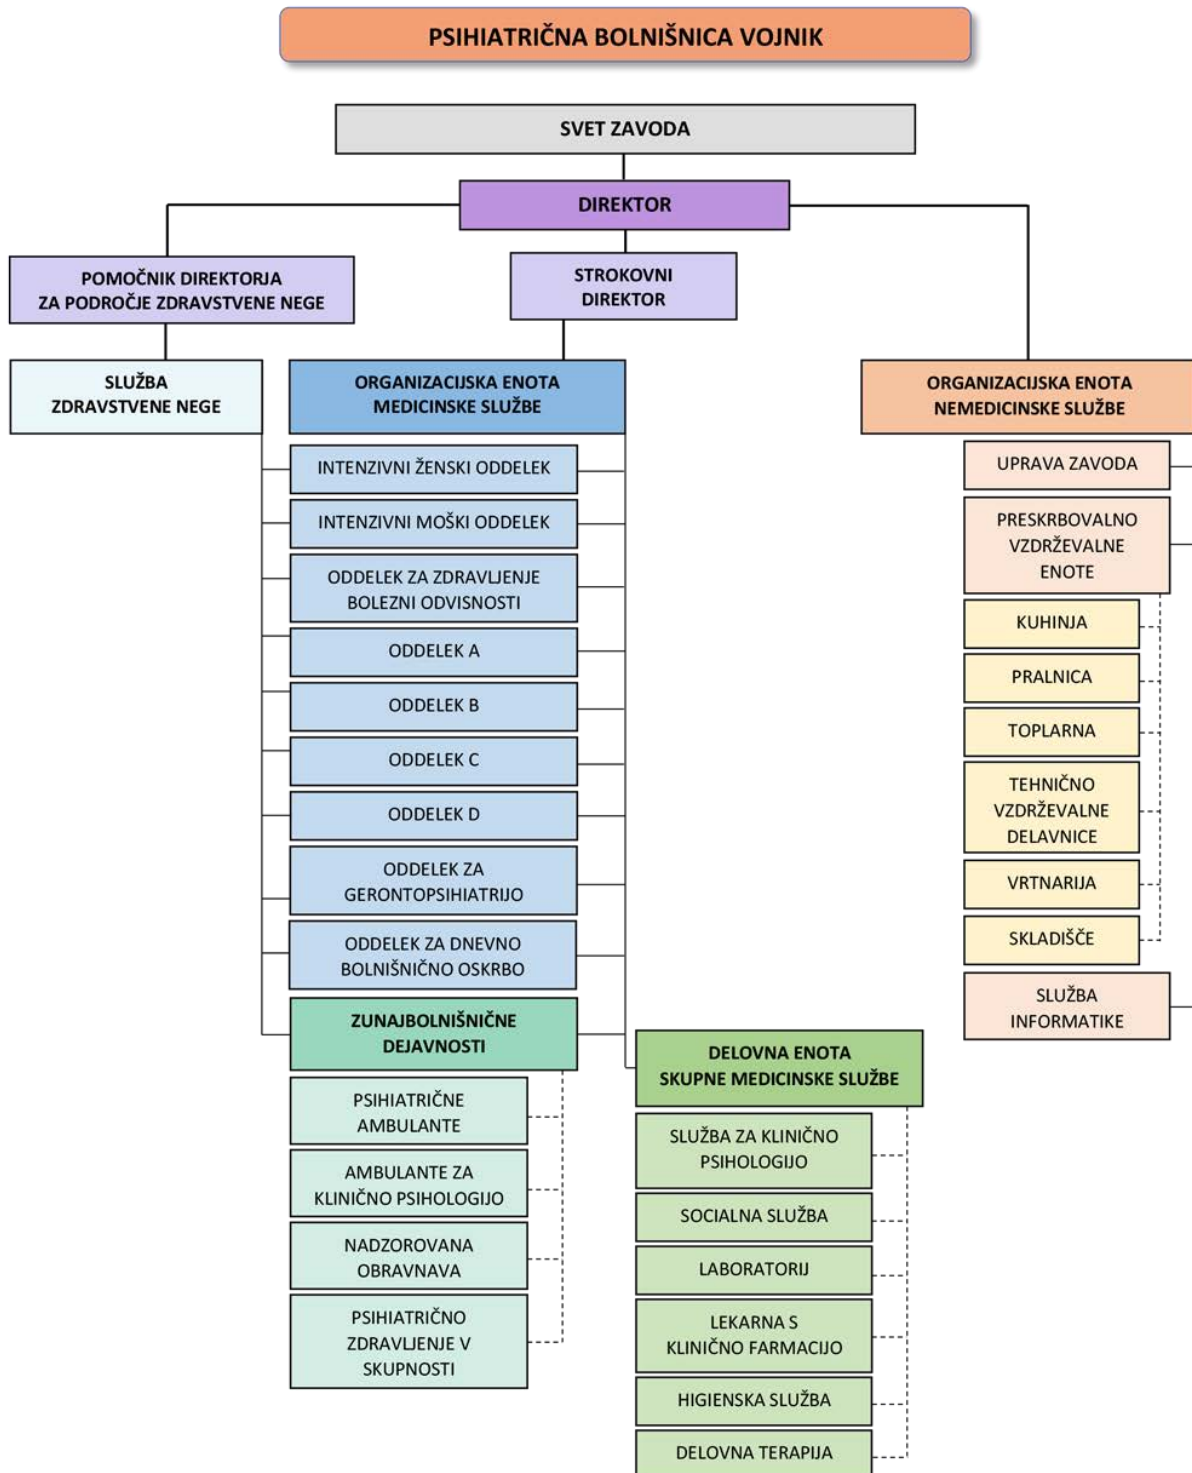 PSIHIATRIČNA BOLNIŠNICA VOJNIK
SVET ZAVODA
DIREKTOR
POMOČNIK DIREKTORJA
ZA PODROČJE ZDRAVSTVENE NEGE
STROKOVNI
DIREKTOR
SLUŽBA
ZDRAVSTVENE NEGE
ORGANIZACIJSKA ENOTA
MEDICINSKE SLUŽBE
INTENZIVNI ŽENSKI ODDELEK
INTENZIVNI MOŠKI ODDELEK
ODDELEK ZA ZDRAVLJENJE
BOLEZNI ODVISNOSTI
ODDELEK A
ODDELEK B
ODDELEK C
ODDELEK D
ODDELEK ZA
GERONTOPSIHIATRIJO
ODDELEK ZA DNEVNO
BOLNIŠNIČNO OSKRBO
ZUNAJBOLNIŠNIČNE
DEJAVNOSTI
PSIHIATRIČNE
AMBULANTE
AMBULANTE ZA
KLINIČNO PSIHOLOGIJO
NADZOROVANA
OBRAVNAVA
PSIHIATRIČNO
ZDRAVLJENJE V
SKUPNOSTI
DELOVNA ENOTA
SKUPNE MEDICINSKE SLUŽBE
SLUŽBA ZA KLINIČNO
PSIHOLOGIJO
SOCIALNA SLUŽBA
LABORATORIJ
LEKARNA S
KLINIČNO FARMACIJO
HIGIENSKA SLUŽBA
DELOVNA TERAPIJA
ORGANIZACIJSKA ENOTA
NEMEDICINSKE SLUŽBE
UPRAVA ZAVODA
PRESKRBOVALNO
VZDRŽEVALNE
ENOTE
KUHINJA
PRALNICA
TOPLARNA
TEHNIČNO
VZDRŽEVALNE
DELAVNICE
VRTNARIJA
SKLADIŠČE
SLUŽBA
INFORMATIKE